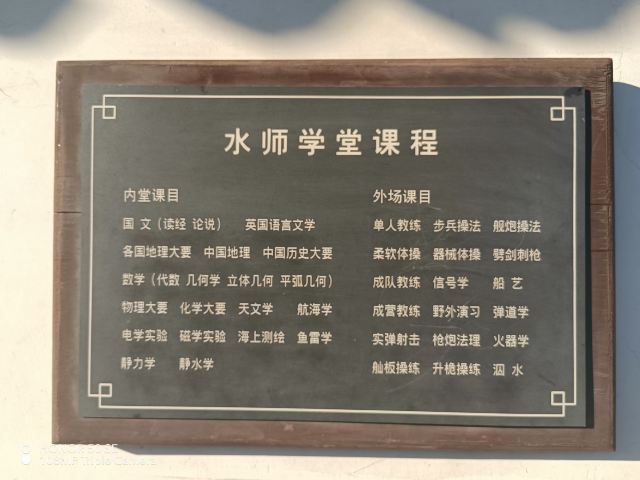 水师学堂课程
内堂课目
国 文（读经 论说） 英国语言文学
各国地理大要 中国地理 中国历史大要
数学（代数 几何学 立体几何 平弧几何）
物理大要 化学大要 天文学 航海学
电学实验 磁学实验 海上测绘 鱼雷学
静力学 静水学
外场课目
单人教练 步兵操法 舰炮操法
柔软体操 器械体操 劈剑刺枪
成队教练 信号学 船 艺
成营教练 野外演习 弹道学
实弹射击 枪炮法理 火器学
舢板操练 升桅操练 泅 水
108MP Triple Camera